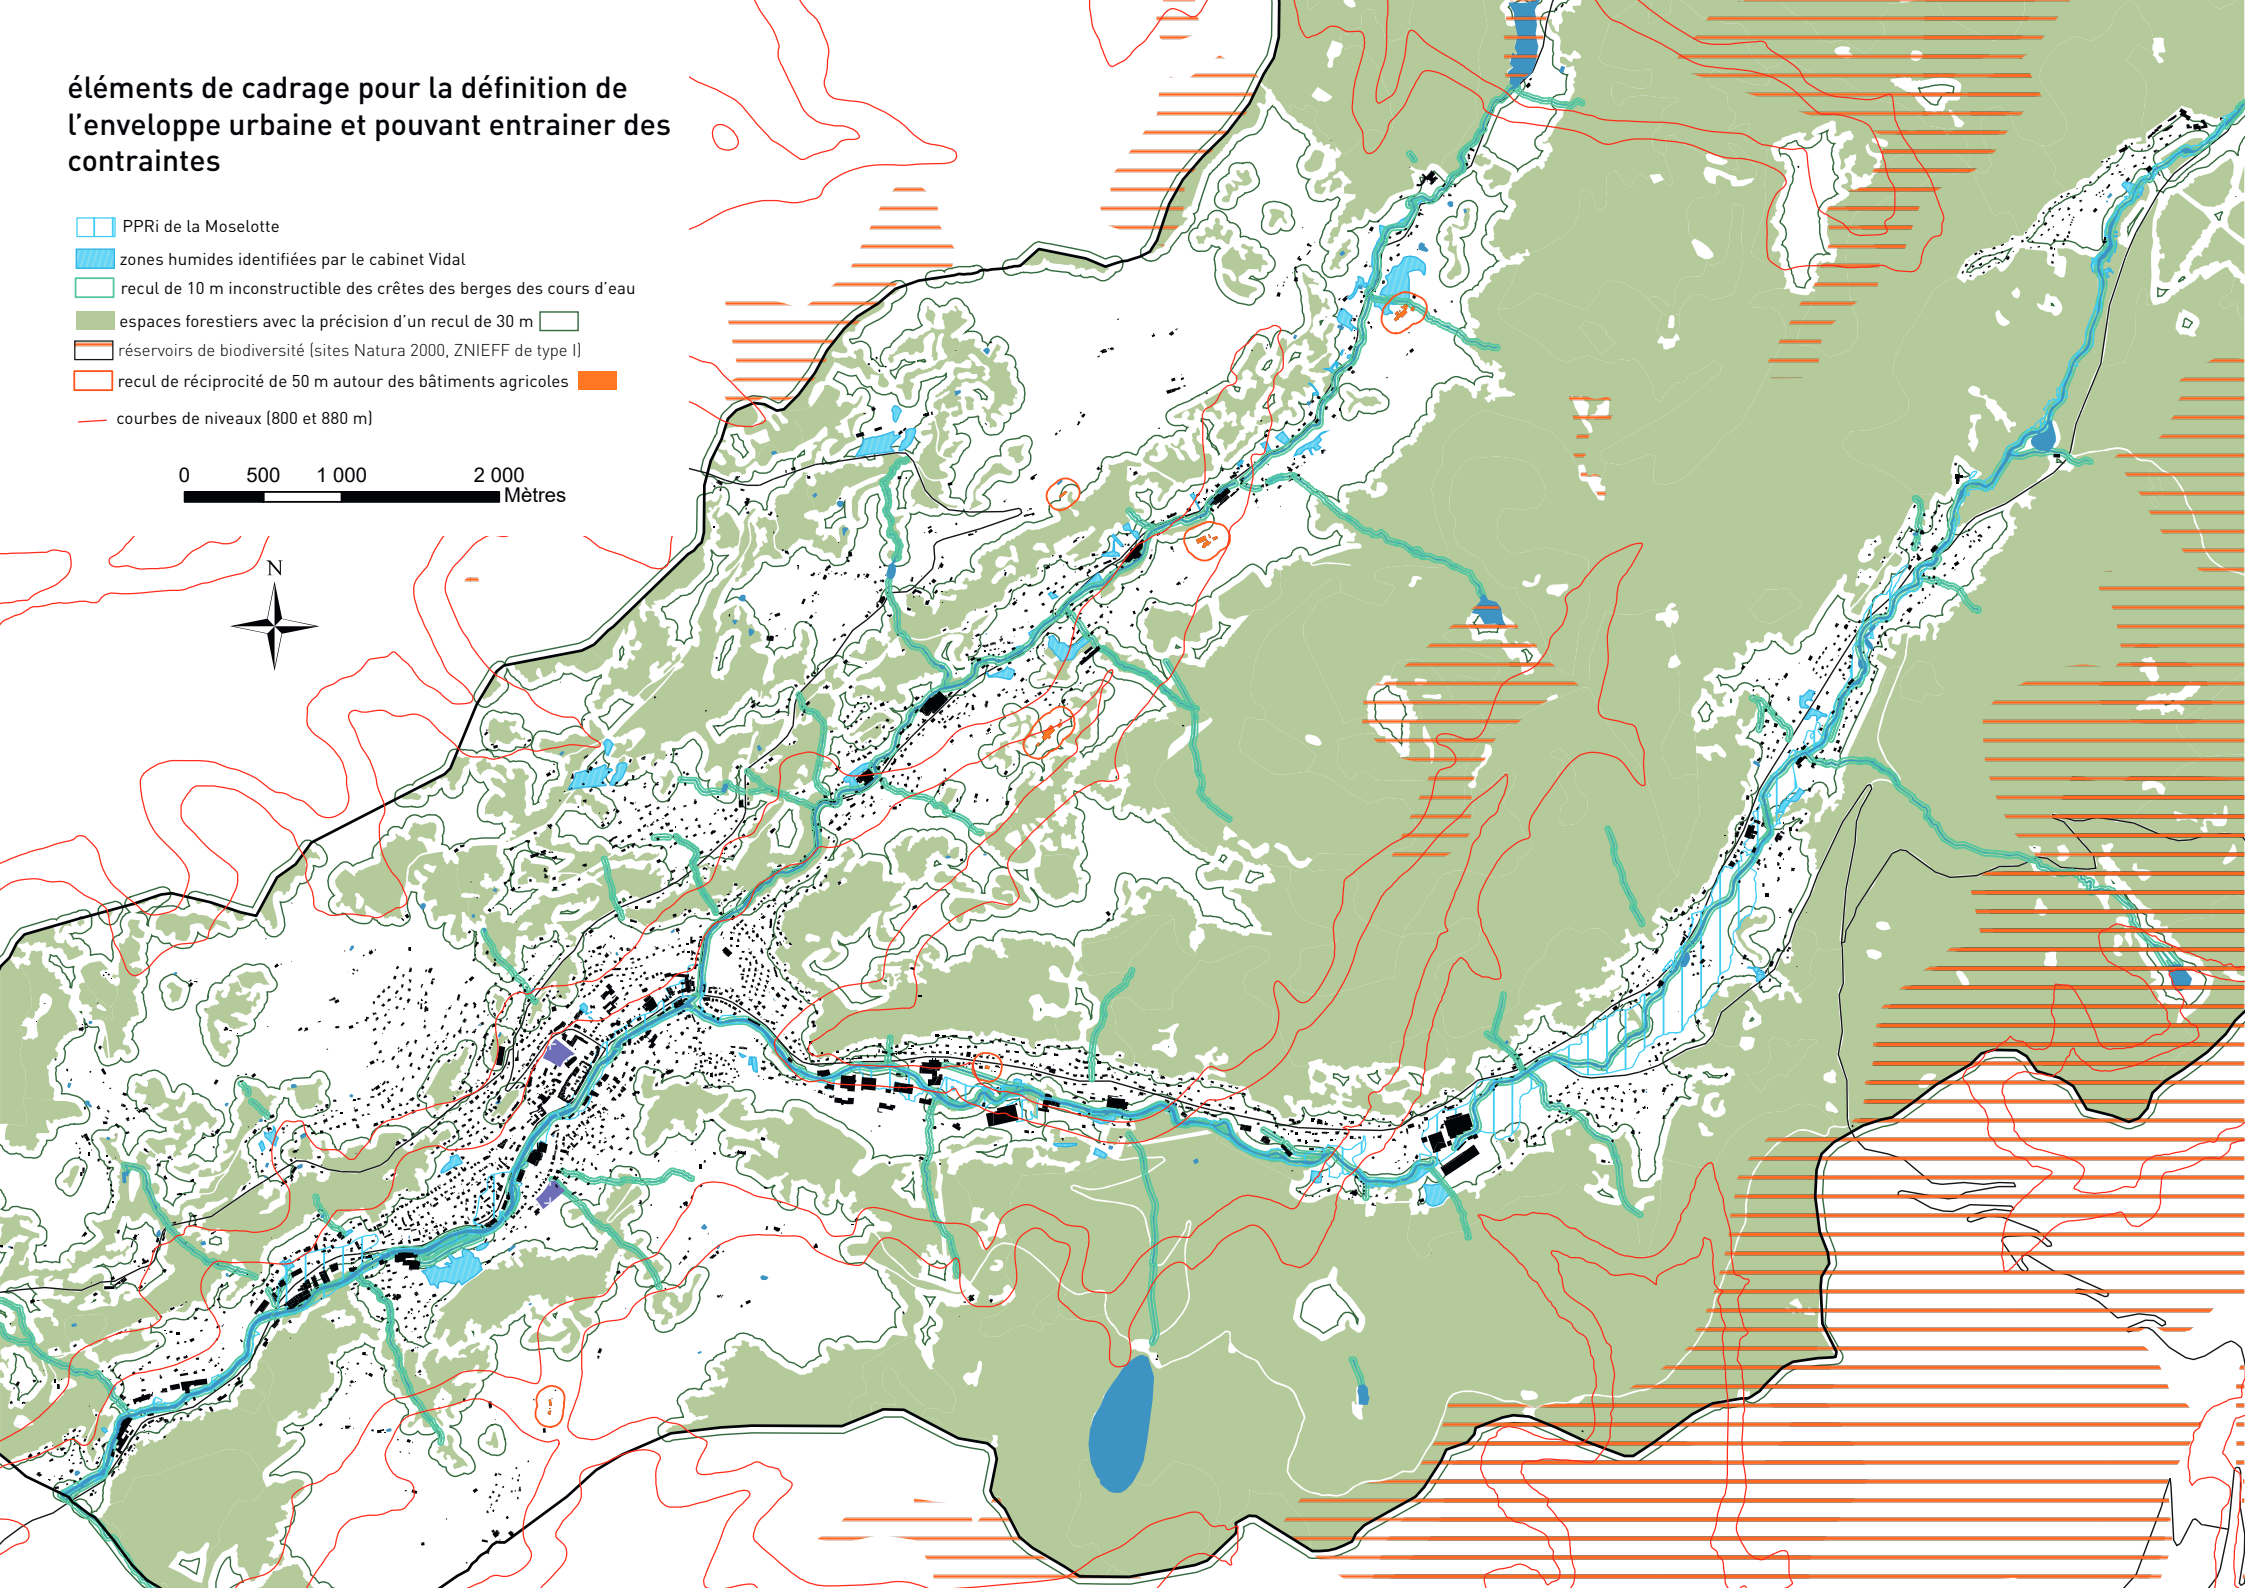 éléments de cadrage pour la définition de
l'enveloppe urbaine et pouvant entrainer des
contraintes
PPRi de la Moselotte
zones humides identifiées par le cabinet Vidal
recul de 10 m inconstructible des crêtes des berges des cours d'eau
espaces forestiers avec la précision d'un recul de 30 m
réservoirs de biodiversité (sites Natura 2000, ZNIEFF de type I)
recul de réciprocité de 50 m autour des bâtiments agricoles
courbes de niveaux (800 et 880 m)
0 500 1 000 2 000
Mètres
N